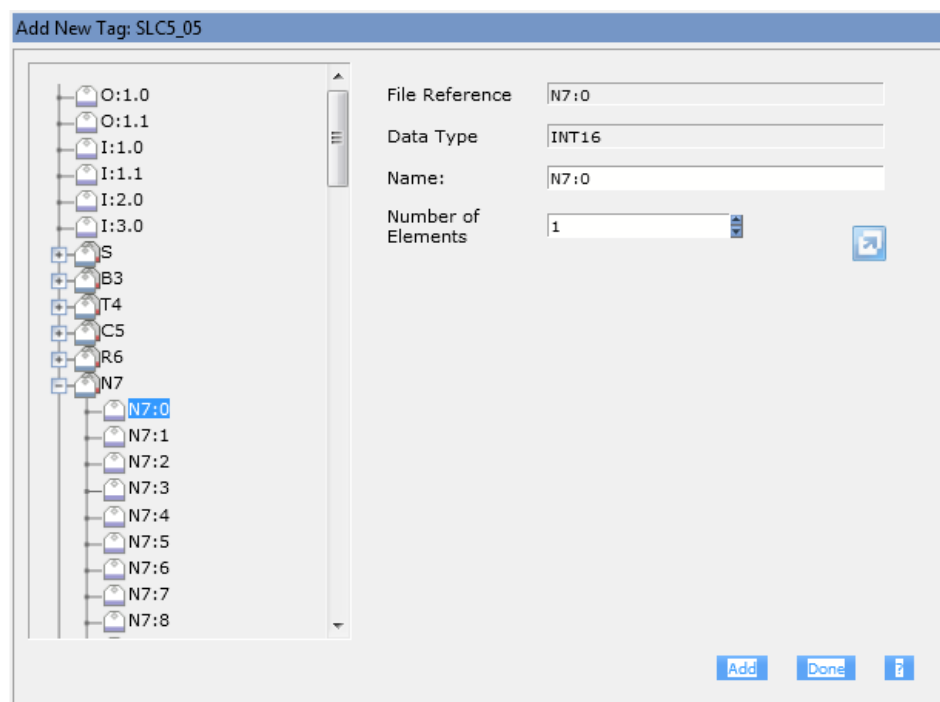 Add New Tag: SLC5_05
O:1.0
O:1.1
I:1.0
I:1.1
I:2.0
I:3.0
S
B3
T4
C5
R6
N7
N7:0
N7:1
N7:2
N7:3
N7:4
N7:5
N7:6
N7:7
N7:8
File Reference N7:0
Data Type INT16
Name: N7:0
Number of
Elements 1
Add Done ?